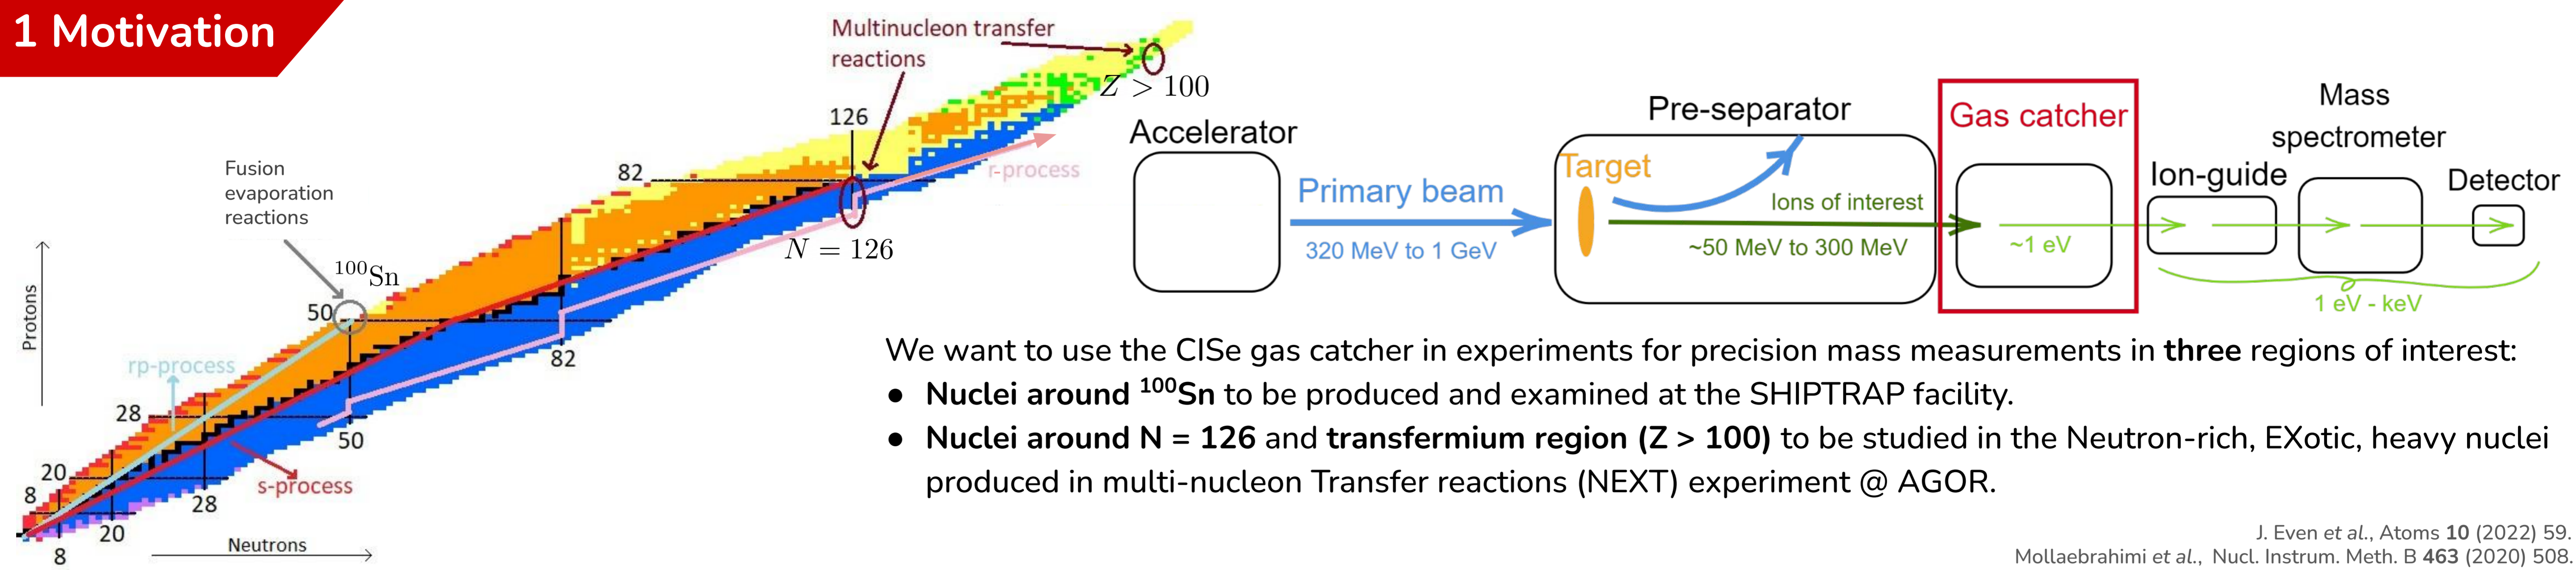 1 Motivation
Multinucleon transfer
reactions
Z > 100
126
82
r-process
N = 126
Fusion
evaporation
reactions
¹⁰⁰Sn
50
82
rp-process
28
50
s-process
20
28
8
20
8
Protons
Neutrons
Accelerator
Primary beam
320 MeV to 1 GeV
Pre-separator
Target
Ions of interest
~50 MeV to 300 MeV
Gas catcher
~1 eV
Ion-guide
Mass
spectrometer
Detector
1 eV - keV
We want to use the CISe gas catcher in experiments for precision mass measurements in three regions of interest:
● Nuclei around ¹⁰⁰Sn to be produced and examined at the SHIPTRAP facility.
● Nuclei around N = 126 and transfermium region (Z > 100) to be studied in the Neutron-rich, EXotic, heavy nuclei
produced in multi-nucleon Transfer reactions (NEXT) experiment @ AGOR.
J. Even et al., Atoms 10 (2022) 59.
Mollaebrahimi et al., Nucl. Instrum. Meth. B 463 (2020) 508.